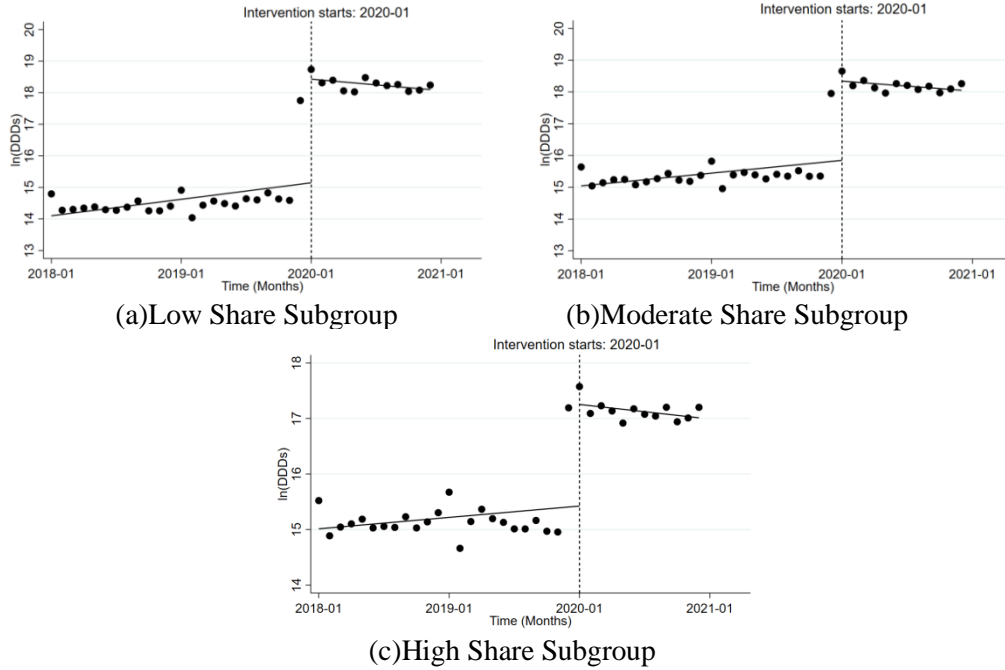 Intervention starts: 2020-01
20
19
18
17
16
15
14
13
ln(DDDs)
2018-01 2019-01 2020-01 2021-01
Time (Months)
(a)Low Share Subgroup
Intervention starts: 2020-01
20
19
18
17
16
15
14
13
ln(DDDs)
2018-01 2019-01 2020-01 2021-01
Time (Months)
(b)Moderate Share Subgroup
Intervention starts: 2020-01
18
17
16
15
14
ln(DDDs)
2018-01 2019-01 2020-01 2021-01
Time (Months)
(c)High Share Subgroup